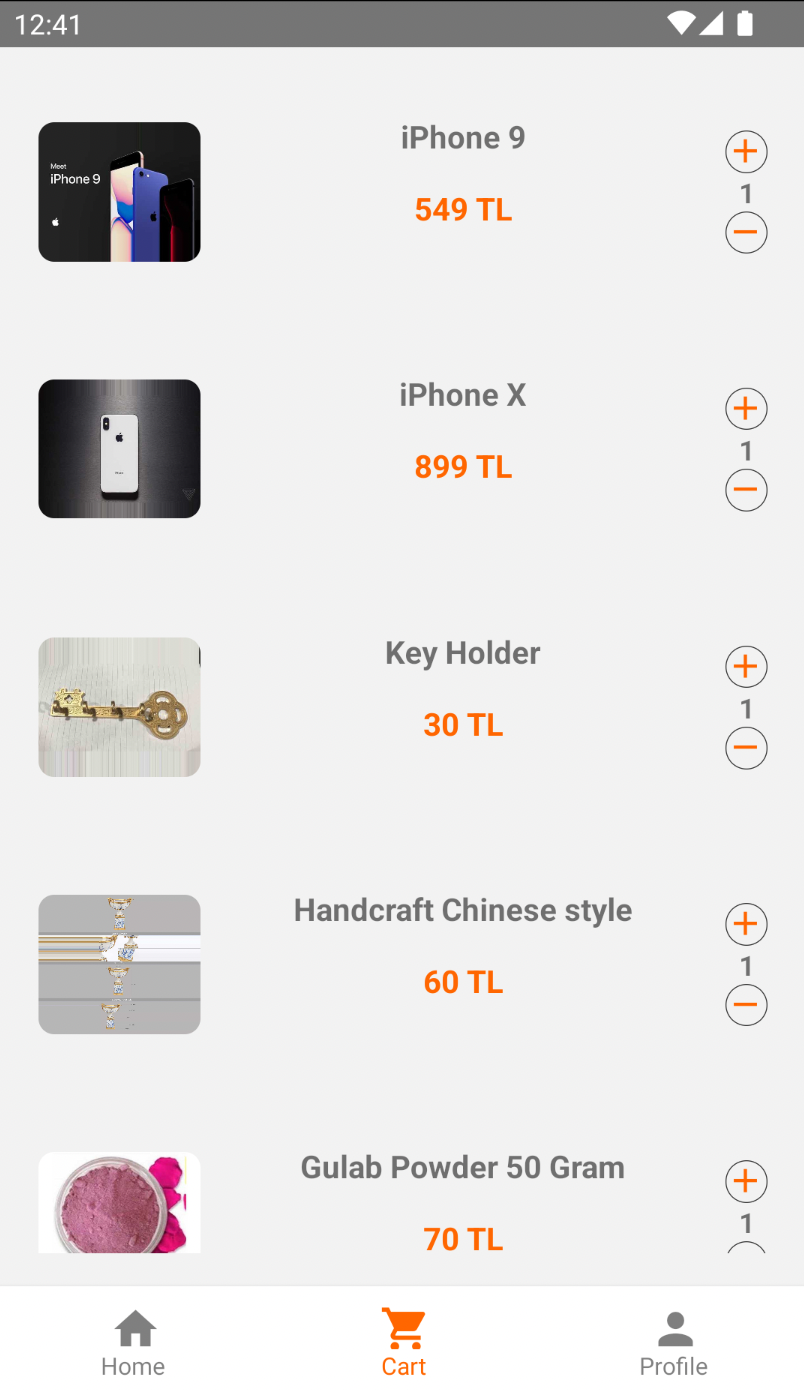 12:41
Meet
iPhone 9
iPhone 9
549 TL
1
iPhone X
899 TL
1
Key Holder
30 TL
1
Handcraft Chinese style
60 TL
1
Gulab Powder 50 Gram
70 TL
1
Home
Cart
Profile